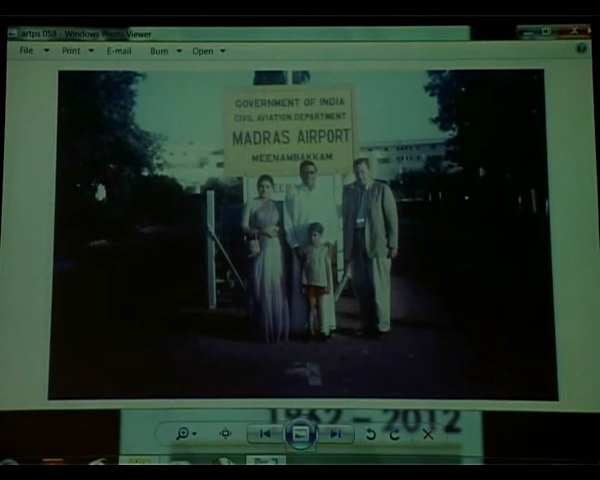 artps 058 - Windows Photo Viewer
File Print E-mail Burn Open
GOVERNMENT OF INDIA
CIVIL AVIATION DEPARTMENT
MADRAS AIRPORT
MEENAMBAKKAM
1962 – 2012